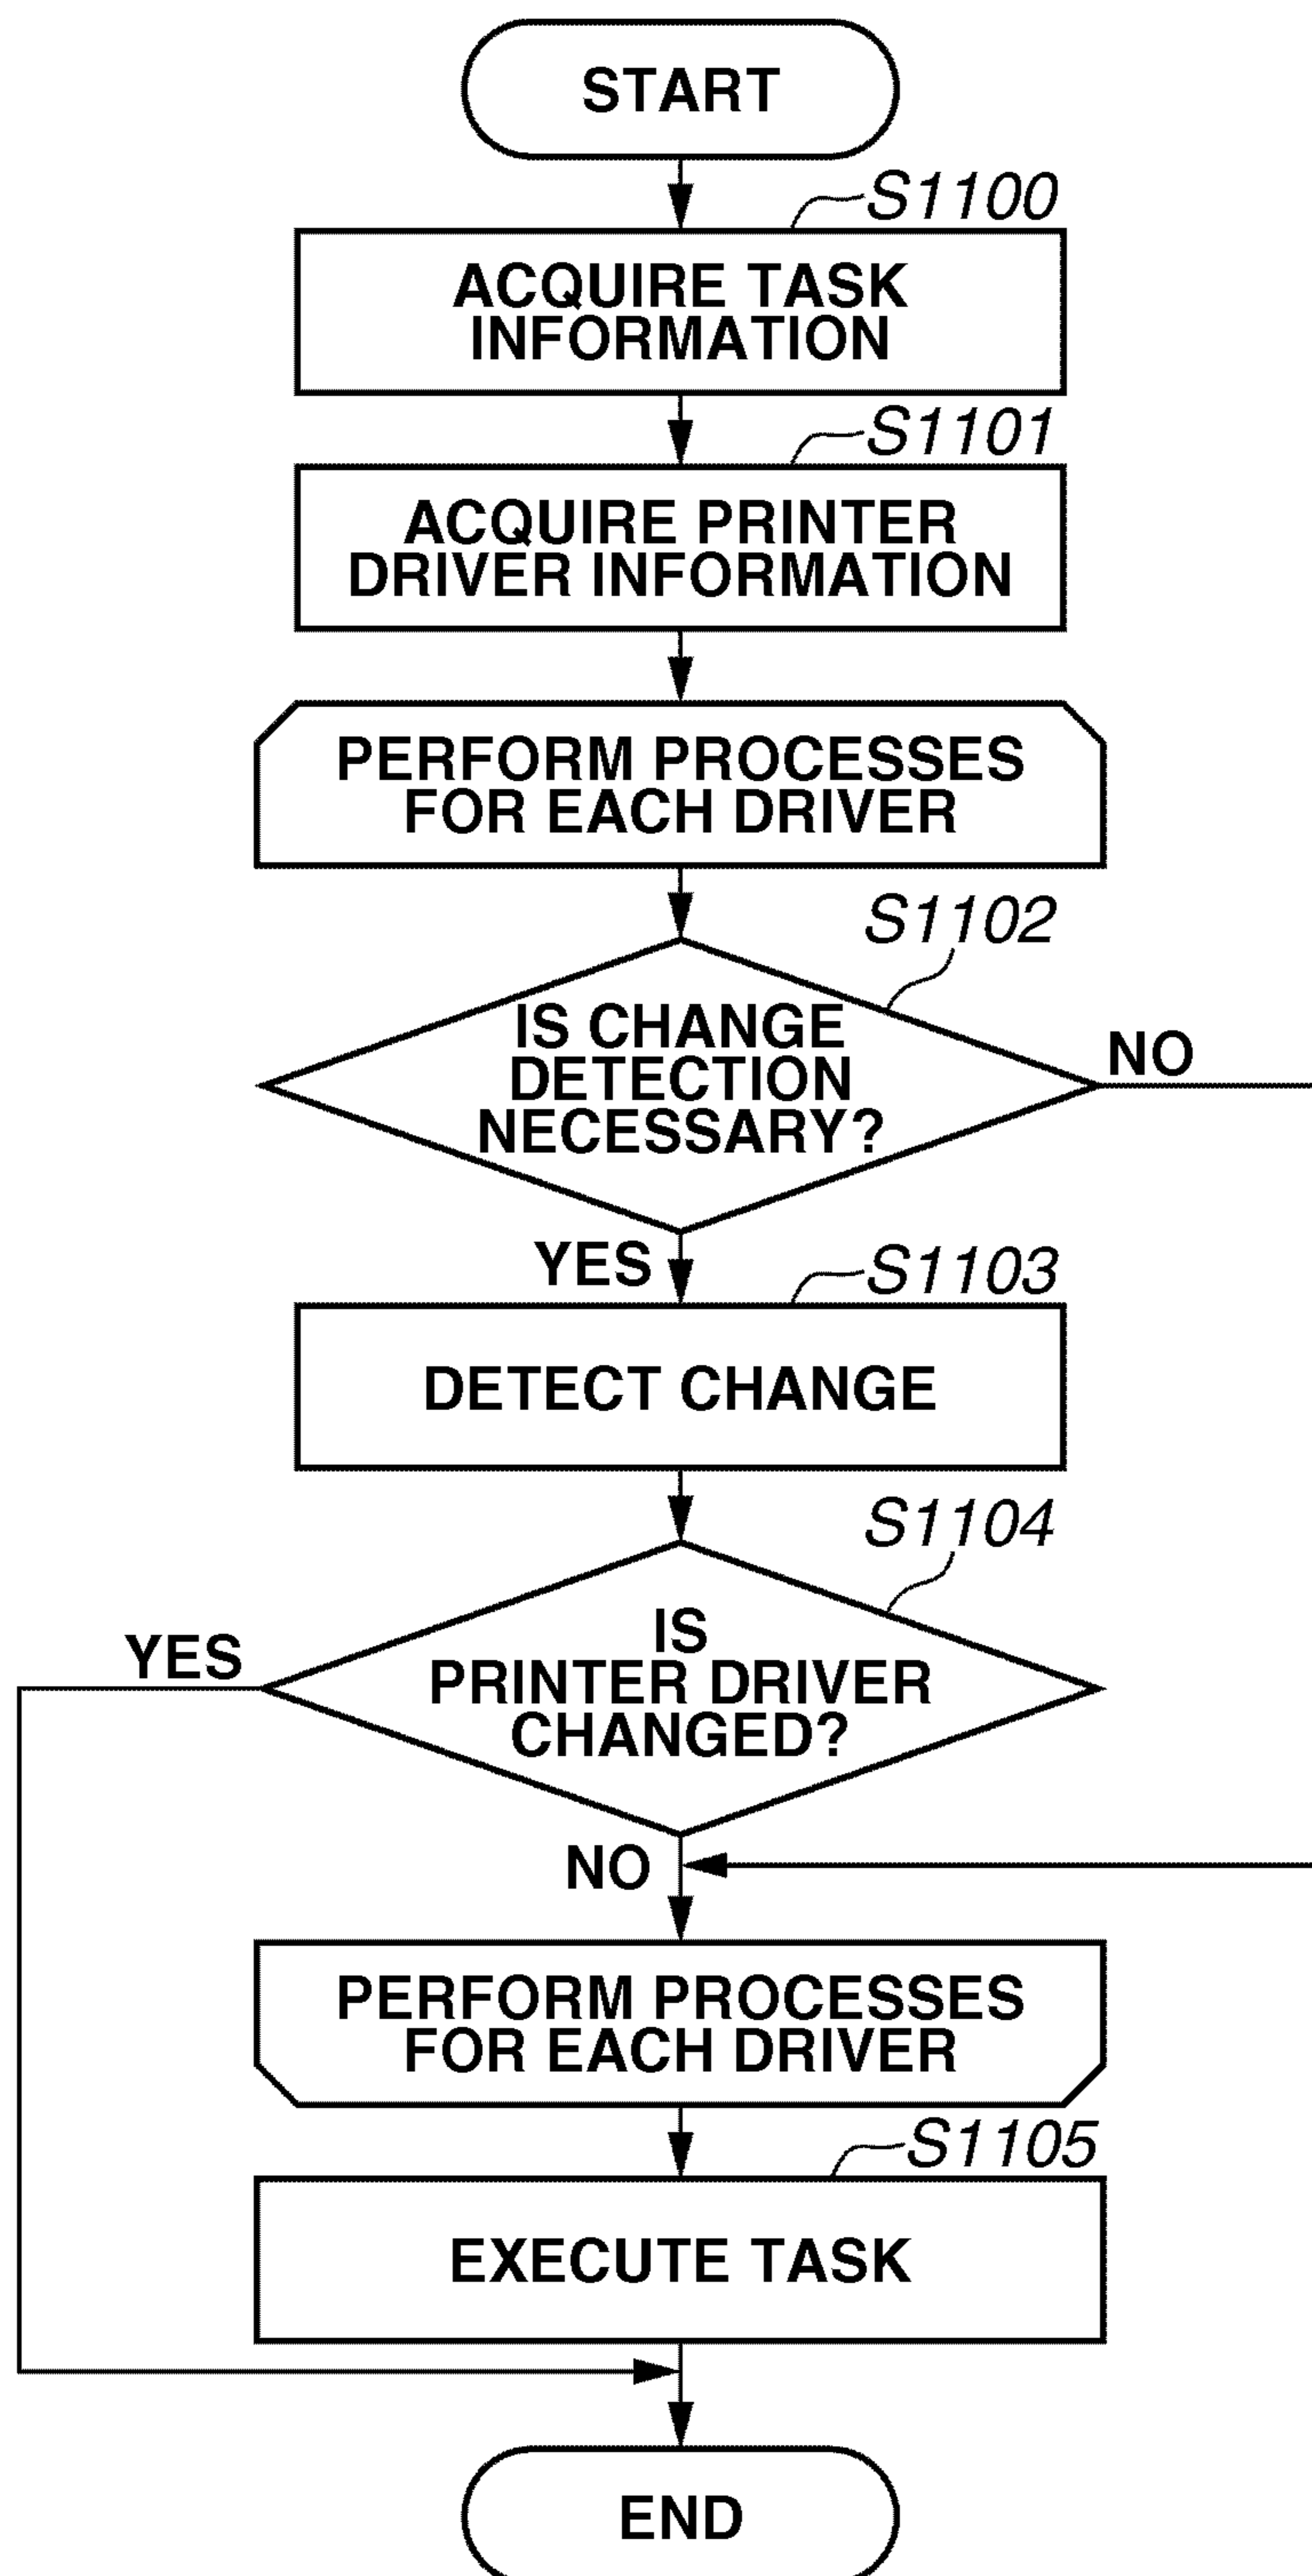 START
S1100
ACQUIRE TASK
INFORMATION
S1101
ACQUIRE PRINTER
DRIVER INFORMATION
PERFORM PROCESSES
FOR EACH DRIVER
S1102
IS CHANGE
DETECTION
NECESSARY?
NO
YES
S1103
DETECT CHANGE
S1104
IS
PRINTER DRIVER
CHANGED?
YES
NO
PERFORM PROCESSES
FOR EACH DRIVER
S1105
EXECUTE TASK
END